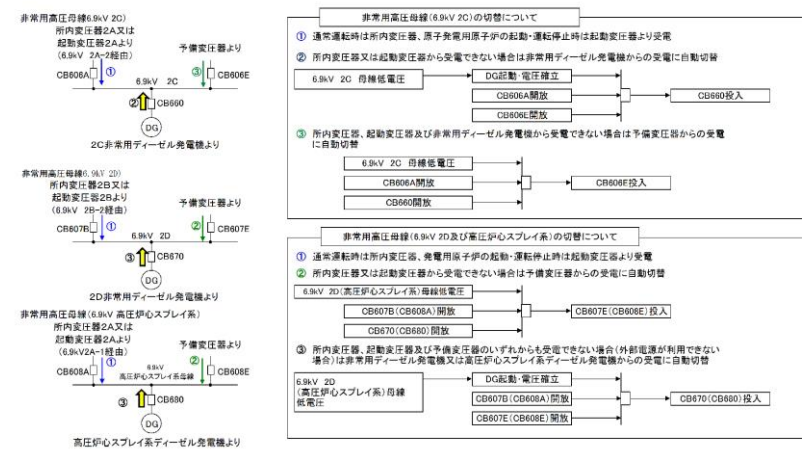 非常用高圧母線6.9kV 2C)
所内変圧器2A又は
起動変圧器2Aより
(6.9kV 2A-2経由)
予備変圧器より
CB606A
①
③
CB606E
6.9kV 2C
②
CB660
DG
2C非常用ディーゼル発電機より
非常用高圧母線(6.9kV 2D)
所内変圧器2B又は
起動変圧器2Bより
(6.9kV 2B-2経由)
予備変圧器より
CB607B
①
②
CB607E
6.9kV 2D
③
CB670
DG
2D非常用ディーゼル発電機より
非常用高圧母線(6.9kV 高圧炉心スプレイ系)
所内変圧器2A又は
起動変圧器2Aより
(6.9kV2A-1経由)
予備変圧器より
CB608A
①
6.9kV
高圧炉心スプレイ系母線
②
CB608E
③
CB680
DG
高圧炉心スプレイ系ディーゼル発電機より
非常用高圧母線(6.9kV 2C)の切替について
① 通常運転時は所内変圧器、原子発電用原子炉の起動・運転停止時は起動変圧器より受電
② 所内変圧器又は起動変圧器から受電できない場合は非常用ディーゼル発電機からの受電に自動切替
6.9kV 2C 母線低電圧
DG起動・電圧確立
CB606A開放
CB606E開放
CB660投入
③ 所内変圧器、起動変圧器及び非常用ディーゼル発電機から受電できない場合は予備変圧器からの受電
に自動切替
6.9kV 2C 母線低電圧
CB606A開放
CB660開放
CB606E投入
非常用高圧母線(6.9kV 2D及び高圧炉心スプレイ系)の切替について
① 通常運転時は所内変圧器、発電用原子炉の起動・運転停止時は起動変圧器より受電
② 所内変圧器又は起動変圧器から受電できない場合は予備変圧器からの受電に自動切替
6.9kV 2D(高圧炉心スプレイ系)母線低電圧
CB607B(CB608A)開放
CB670(CB680)開放
CB607E(CB608E)投入
③ 所内変圧器、起動変圧器及び予備変圧器のいずれからも受電できない場合(外部電源が利用できない
場合)は非常用ディーゼル発電機又は高圧炉心スプレイ系ディーゼル発電機からの受電に自動切替
6.9kV 2D
(高圧炉心スプレイ系)母線
低電圧
DG起動・電圧確立
CB607B(CB608A)開放
CB607E(CB608E)開放
CB670(CB680)投入